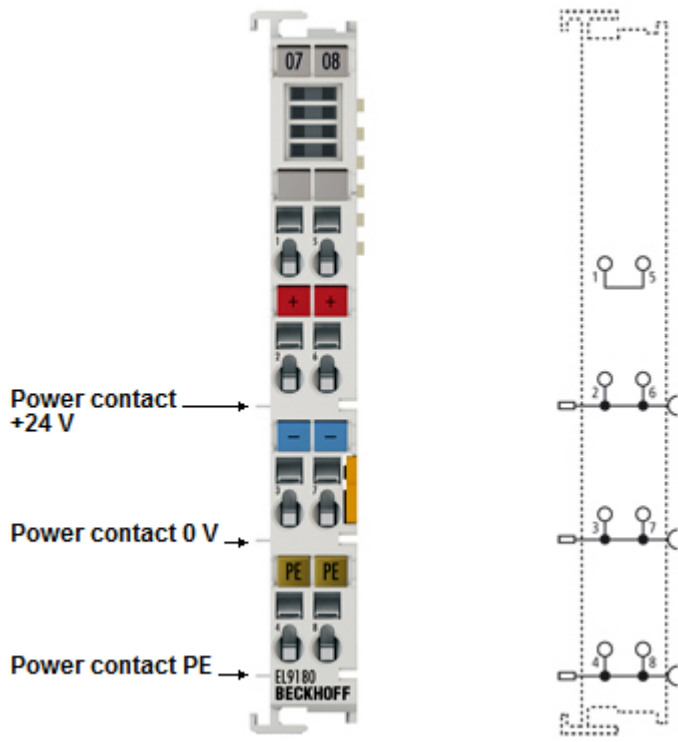 07 08
1 5
+ +
1 5
2 6
Power contact
+24 V
2 6
− −
3 7
Power contact 0 V
3 7
PE PE
4 8
Power contact PE
4 8
EL9180
BECKHOFF